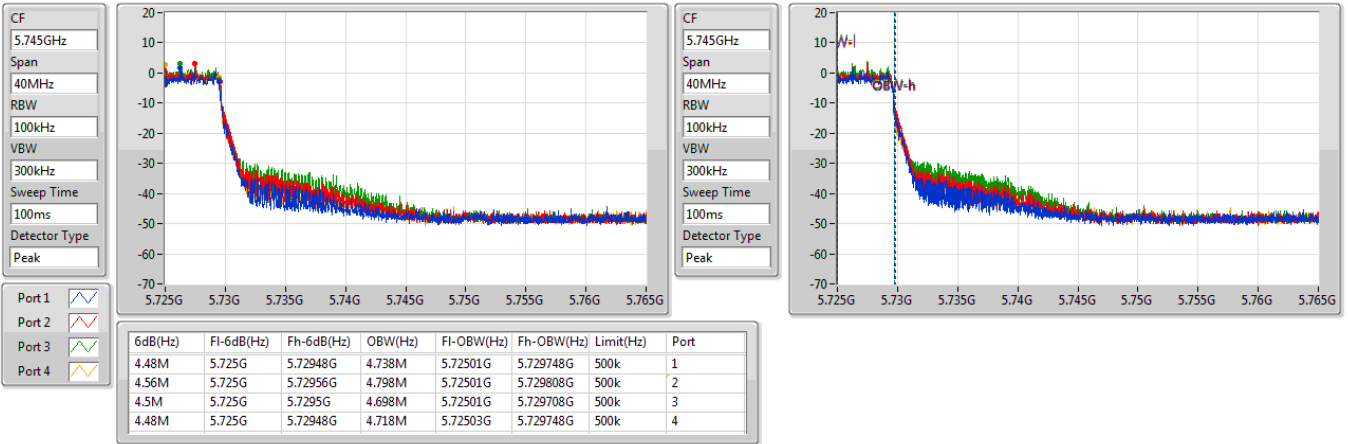 CF
5.745GHz
Span
40MHz
RBW
100kHz
VBW
300kHz
Sweep Time
100ms
Detector Type
Peak
20
10
0
-10
-20
-30
-40
-50
-60
-70
5.725G 5.73G 5.735G 5.74G 5.745G 5.75G 5.755G 5.76G 5.765G
CF
5.745GHz
Span
40MHz
RBW
100kHz
VBW
300kHz
Sweep Time
100ms
Detector Type
Peak
20
10
0
-10
-20
-30
-40
-50
-60
-70
W-l
OBW-h
5.725G 5.73G 5.735G 5.74G 5.745G 5.75G 5.755G 5.76G 5.765G
Port 1
Port 2
Port 3
Port 4
6dB(Hz) Fl-6dB(Hz) Fh-6dB(Hz) OBW(Hz) Fl-OBW(Hz) Fh-OBW(Hz) Limit(Hz) Port
4.48M 5.725G 5.72948G 4.738M 5.72501G 5.729748G 500k 1
4.56M 5.725G 5.72956G 4.798M 5.72501G 5.729808G 500k 2
4.5M 5.725G 5.7295G 4.698M 5.72501G 5.729708G 500k 3
4.48M 5.725G 5.72948G 4.718M 5.72503G 5.729748G 500k 4